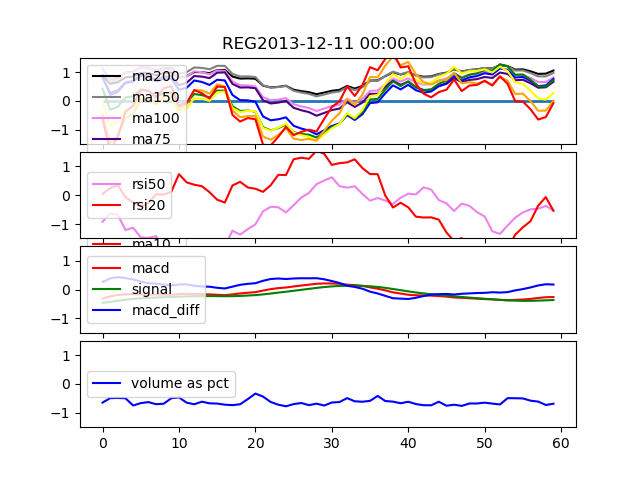 REG2013-12-11 00:00:00
1
0
−1
ma200
ma150
ma100
ma75
1
0
−1
rsi50
rsi20
ma10
1
0
−1
macd
signal
macd_diff
1
0
−1
volume as pct
0 10 20 30 40 50 60